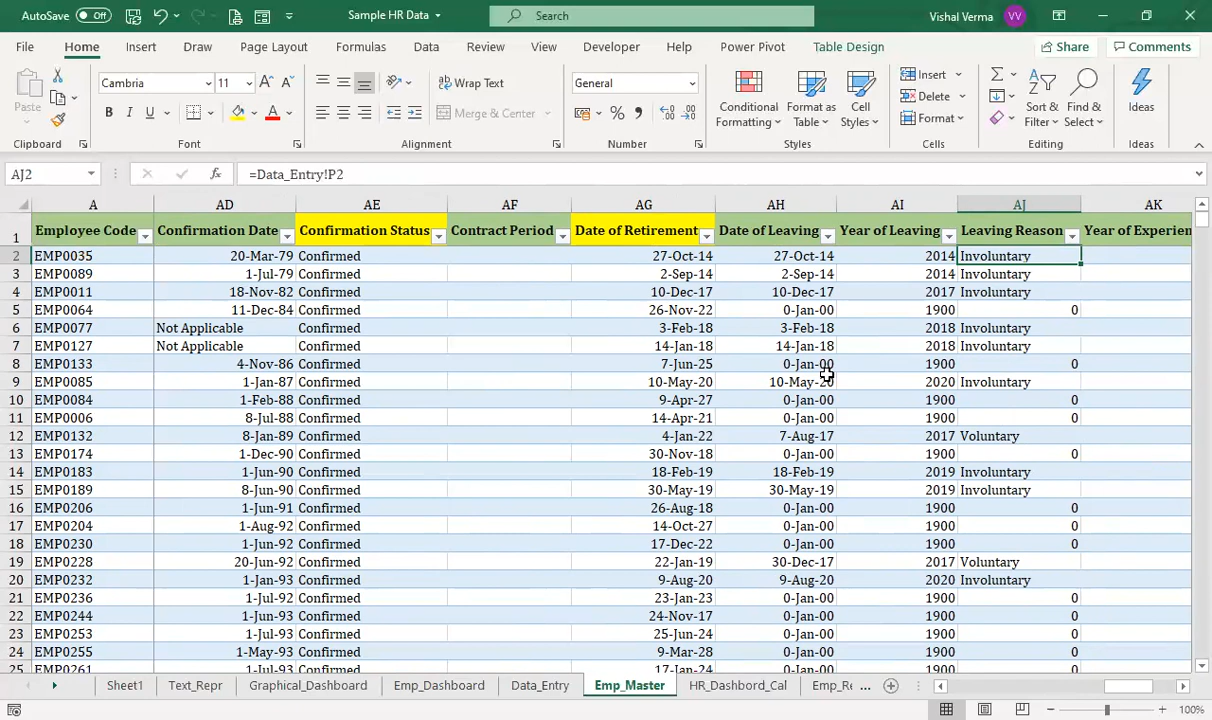 AutoSave Off Sample HR Data Search Vishal Verma VV
File Home Insert Draw Page Layout Formulas Data Review View Developer Help Power Pivot Table Design Share Comments
Cambria 11 Wrap Text General Insert
Paste B I U Merge & Center % Conditional Formatting Format as Table Cell Styles Delete Format Sort & Filter Find & Select Ideas
Clipboard Font Alignment Number Styles Cells Editing Ideas
AJ2 fx =Data_Entry!P2
A AD AE AF AG AH AI AJ AK
1 Employee Code Confirmation Date Confirmation Status Contract Period Date of Retirement Date of Leaving Year of Leaving Leaving Reason Year of Experien
2 EMP0035 20-Mar-79 Confirmed 27-Oct-14 27-Oct-14 2014 Involuntary
3 EMP0089 1-Jul-79 Confirmed 2-Sep-14 2-Sep-14 2014 Involuntary
4 EMP0011 18-Nov-82 Confirmed 10-Dec-17 10-Dec-17 2017 Involuntary
5 EMP0064 11-Dec-84 Confirmed 26-Nov-22 0-Jan-00 1900 0
6 EMP0077 Not Applicable Confirmed 3-Feb-18 3-Feb-18 2018 Involuntary
7 EMP0127 Not Applicable Confirmed 14-Jan-18 14-Jan-18 2018 Involuntary
8 EMP0133 4-Nov-86 Confirmed 7-Jun-25 0-Jan-00 1900 0
9 EMP0085 1-Jan-87 Confirmed 10-May-20 10-May-20 2020 Involuntary
10 EMP0084 1-Feb-88 Confirmed 9-Apr-27 0-Jan-00 1900 0
11 EMP0006 8-Jul-88 Confirmed 14-Apr-21 0-Jan-00 1900 0
12 EMP0132 8-Jan-89 Confirmed 4-Jan-22 7-Aug-17 2017 Voluntary
13 EMP0174 1-Dec-90 Confirmed 30-Nov-18 0-Jan-00 1900 0
14 EMP0183 1-Jun-90 Confirmed 18-Feb-19 18-Feb-19 2019 Involuntary
15 EMP0189 8-Jun-90 Confirmed 30-May-19 30-May-19 2019 Involuntary
16 EMP0206 1-Jun-91 Confirmed 26-Aug-18 0-Jan-00 1900 0
17 EMP0204 1-Aug-92 Confirmed 14-Oct-27 0-Jan-00 1900 0
18 EMP0230 1-Jun-92 Confirmed 17-Dec-22 0-Jan-00 1900 0
19 EMP0228 20-Jun-92 Confirmed 22-Jan-19 30-Dec-17 2017 Voluntary
20 EMP0232 1-Jan-93 Confirmed 9-Aug-20 9-Aug-20 2020 Involuntary
21 EMP0236 1-Jul-92 Confirmed 23-Jan-23 0-Jan-00 1900 0
22 EMP0244 1-Jun-93 Confirmed 24-Nov-17 0-Jan-00 1900 0
23 EMP0253 1-Jul-93 Confirmed 25-Jun-24 0-Jan-00 1900 0
24 EMP0255 1-May-93 Confirmed 9-Mar-28 0-Jan-00 1900 0
25 EMP0261 1-Jul-93 Confirmed 17-Jan-24 0-Jan-00 1900 0
Sheet1 Text_Repr Graphical_Dashboard Emp_Dashboard Data_Entry Emp_Master HR_Dashbord_Cal Emp_Re ...
100%